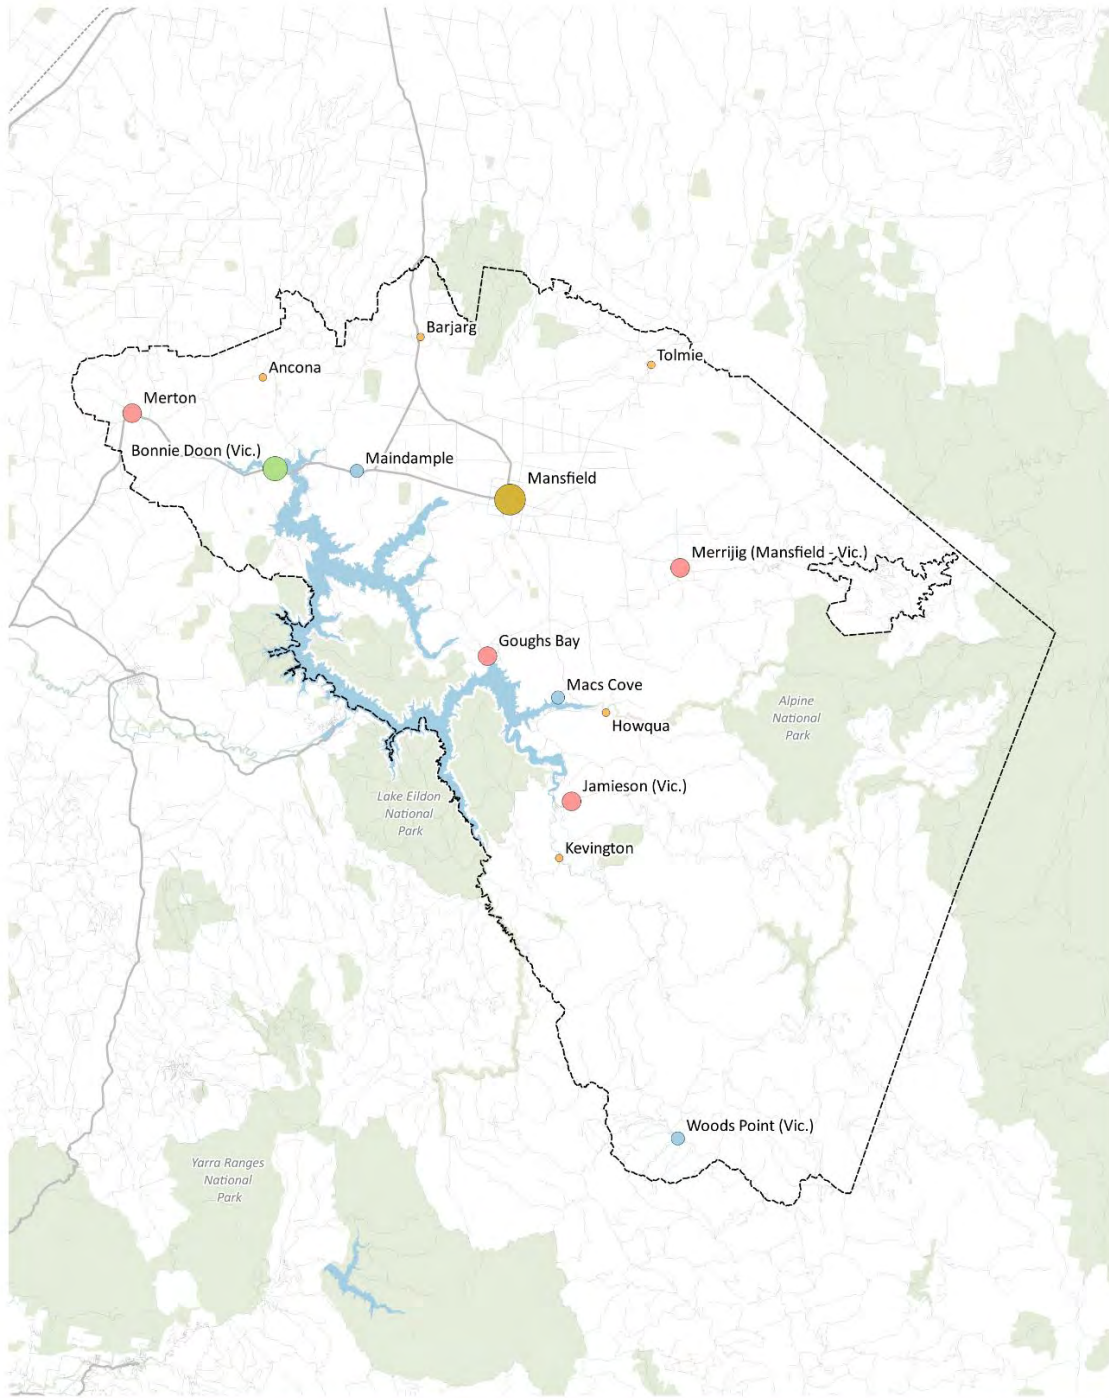 Barjarg
Tolmie
Ancona
Merton
Bonnie Doon (Vic.)
Maindample
Mansfield
Merrijig (Mansfield - Vic.)
Goughs Bay
Macs Cove
Howqua
Alpine
National
Park
Jamieson (Vic.)
Lake Eildon
National
Park
Kevington
Woods Point (Vic.)
Yarra Ranges
National
Park